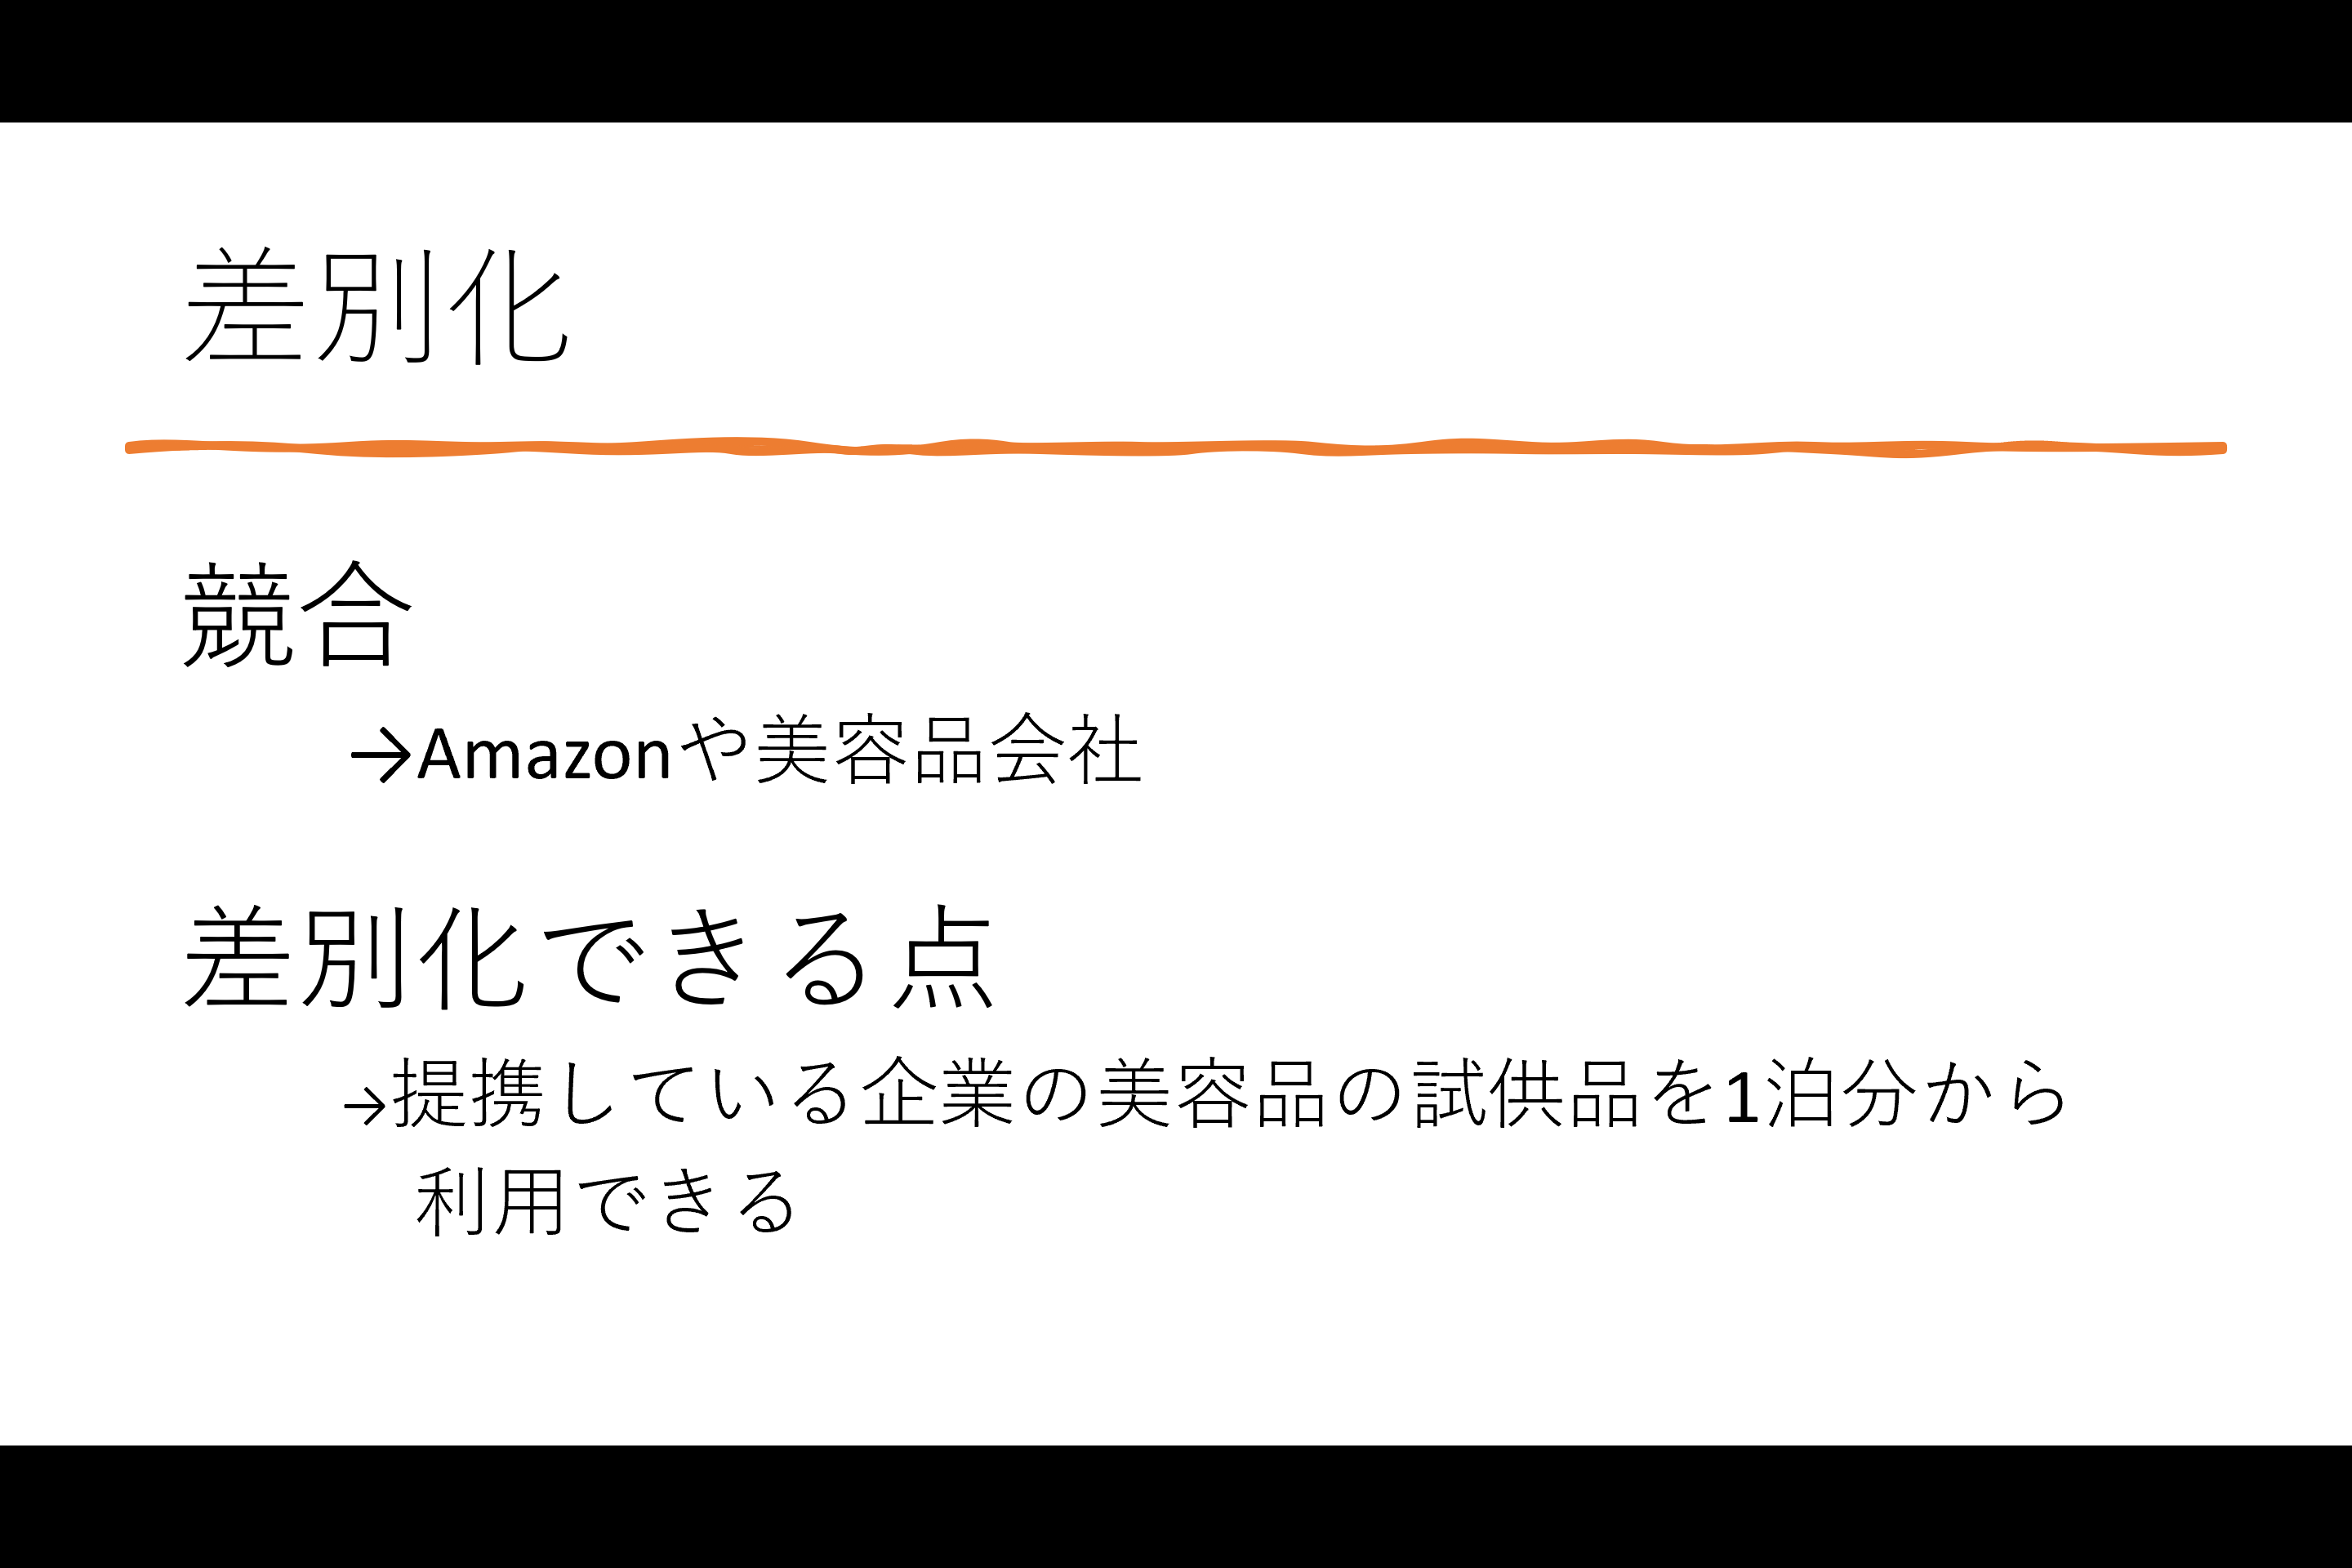 差別化
競合
→Amazonや美容品会社
差別化できる点
→提携している企業の美容品の試供品を1泊分から
利用できる